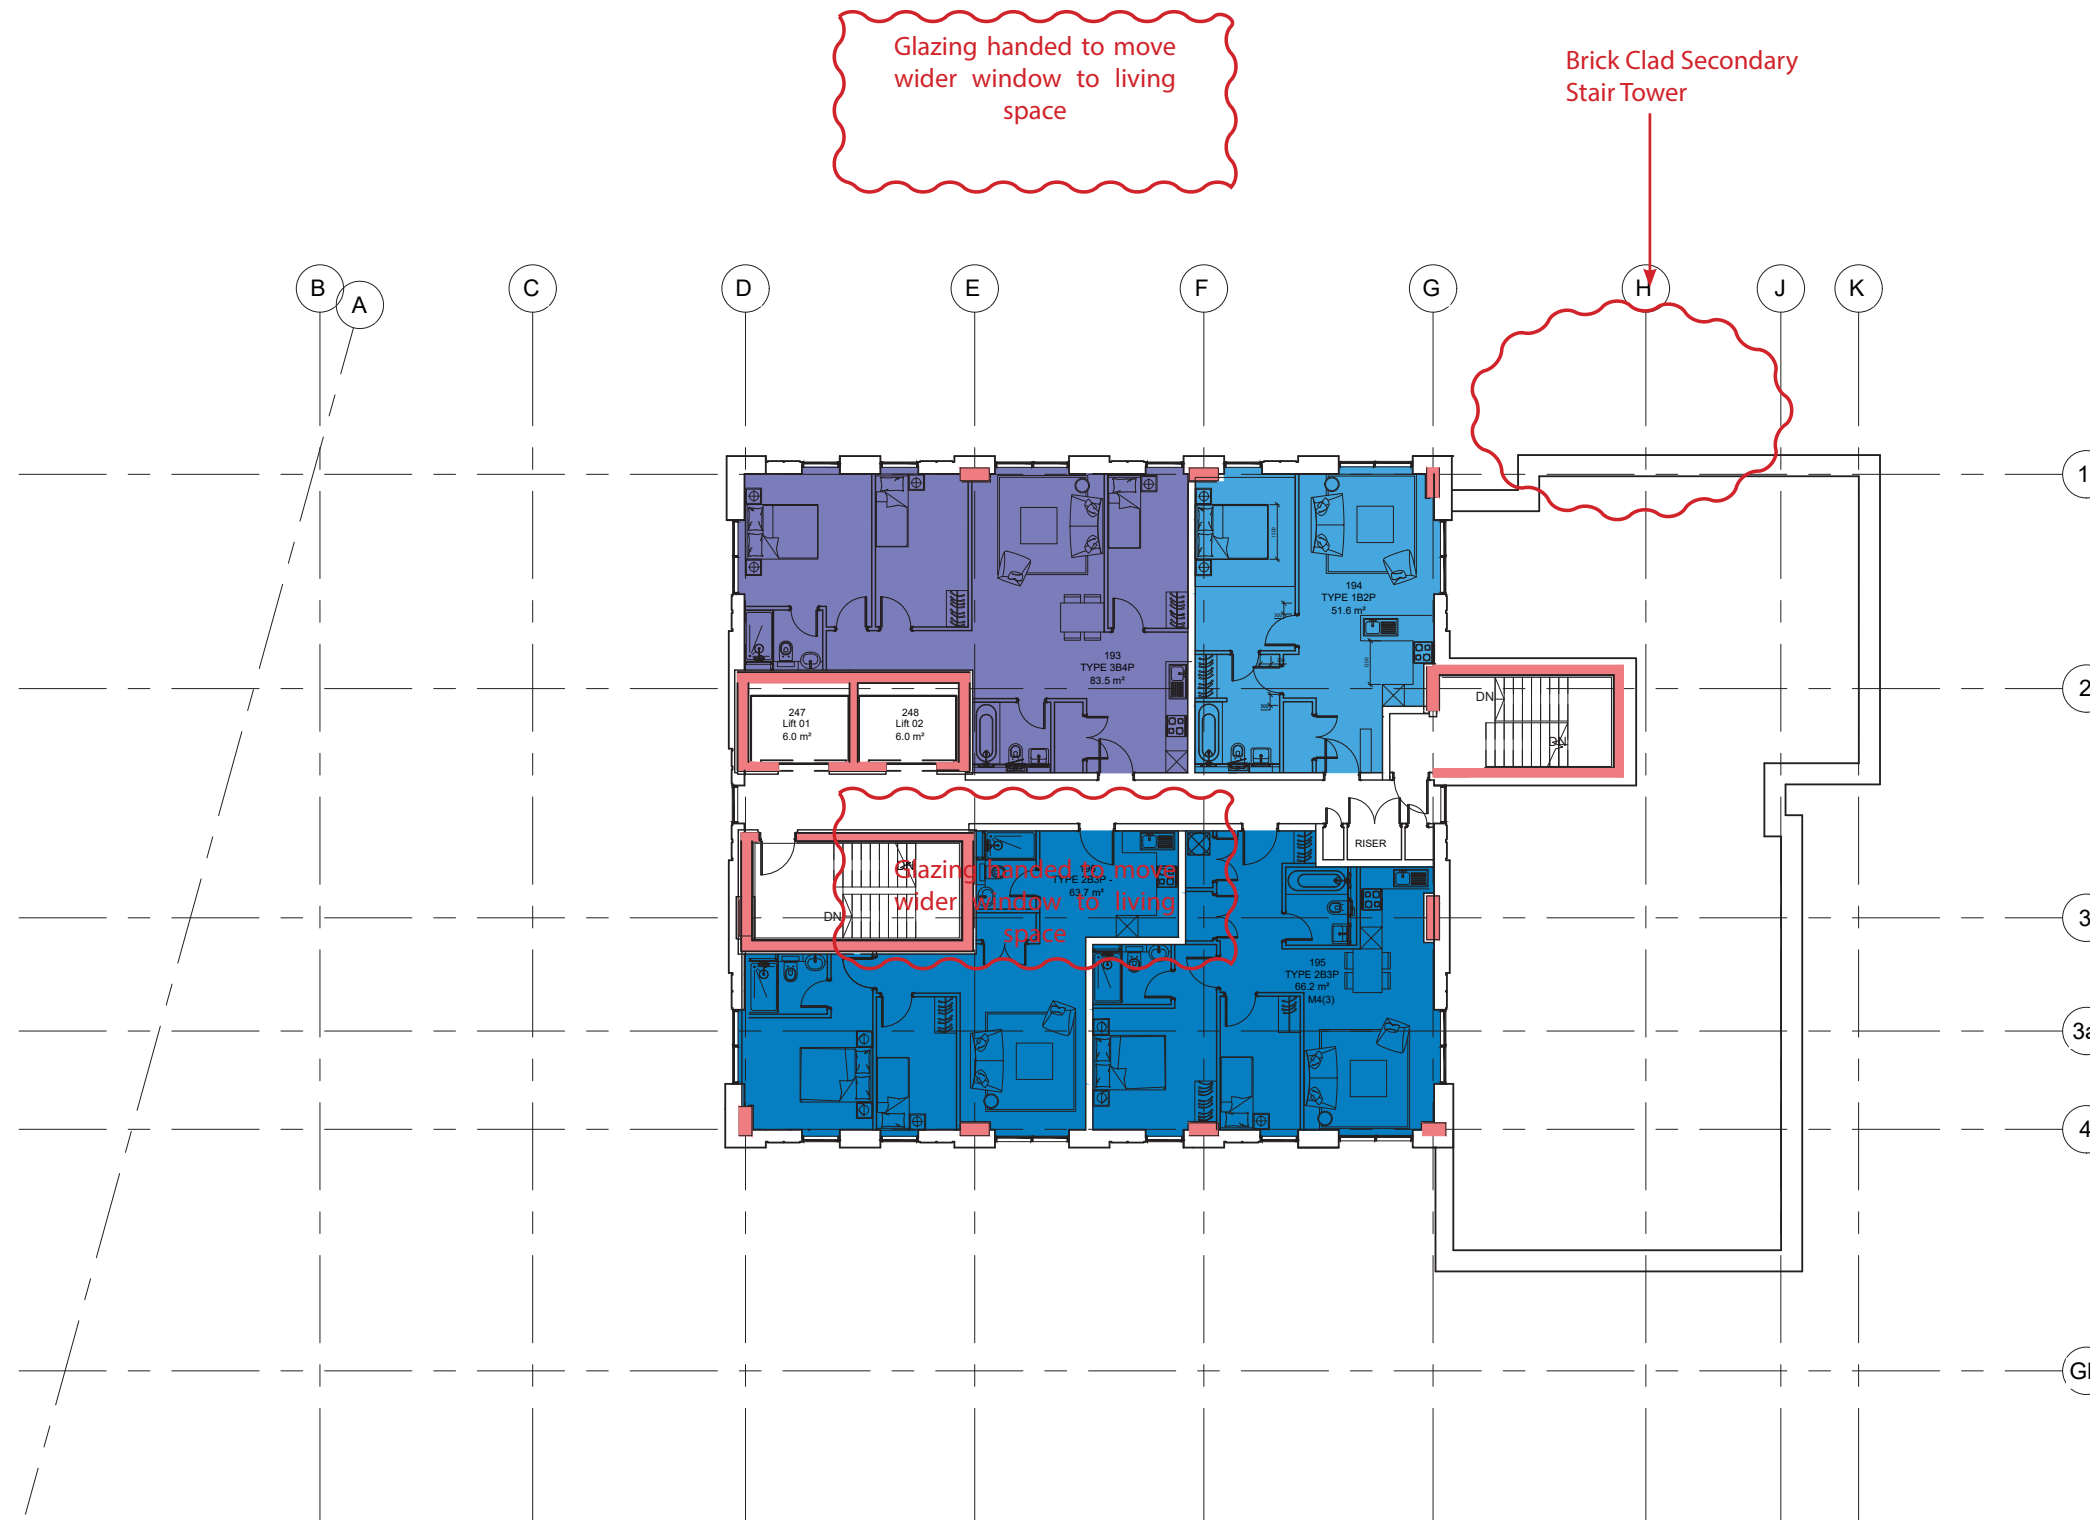 Glazing handed to move
wider window to living
space
Brick Clad Secondary
Stair Tower
B
A
C
D
E
F
G
H
J
K
1
2
3
3a
4
193
TYPE 3B4P
83.5 m²
194
TYPE 1B2P
51.6 m²
247
Lift 01
6.0 m²
248
Lift 02
6.0 m²
DN
DN
RISER
TYPE 2B3P -
63.7 m²
Glazing handed to move
wider window to living
space
DN
195
TYPE 2B3P
66.2 m²
M4(3)